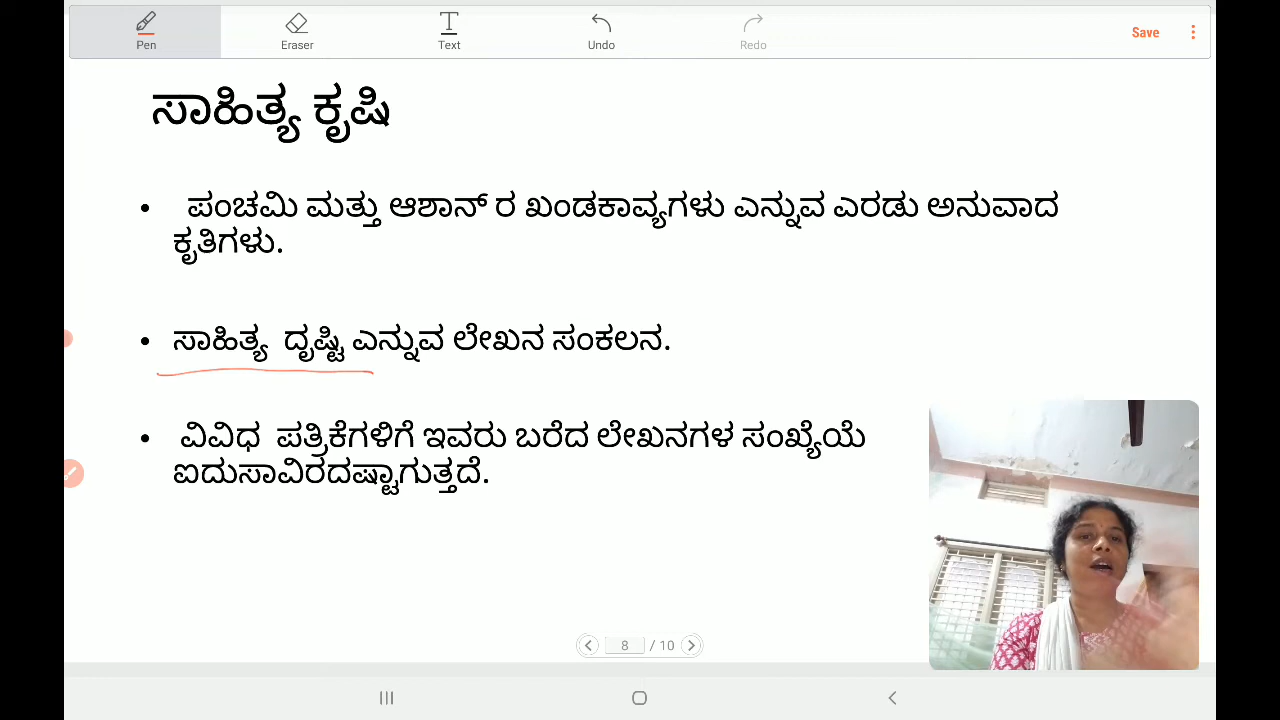 Pen
Eraser
Text
Undo
Redo
Save
ಸಾಹಿತ್ಯ ಕೃಷಿ
• ಪಂಚಮಿ ಮತ್ತು ಆಶಾನ್ ರ ಖಂಡಕಾವ್ಯಗಳು ಎನ್ನುವ ಎರಡು ಅನುವಾದ
ಕೃತಿಗಳು.
• ಸಾಹಿತ್ಯ ದೃಷ್ಟಿ ಎನ್ನುವ ಲೇಖನ ಸಂಕಲನ.
• ವಿವಿಧ ಪತ್ರಿಕೆಗಳಿಗೆ ಇವರು ಬರೆದ ಲೇಖನಗಳ ಸಂಖ್ಯೆಯೆ
ಐದುಸಾವಿರದಷ್ಟಾಗುತ್ತದೆ.
8 / 10